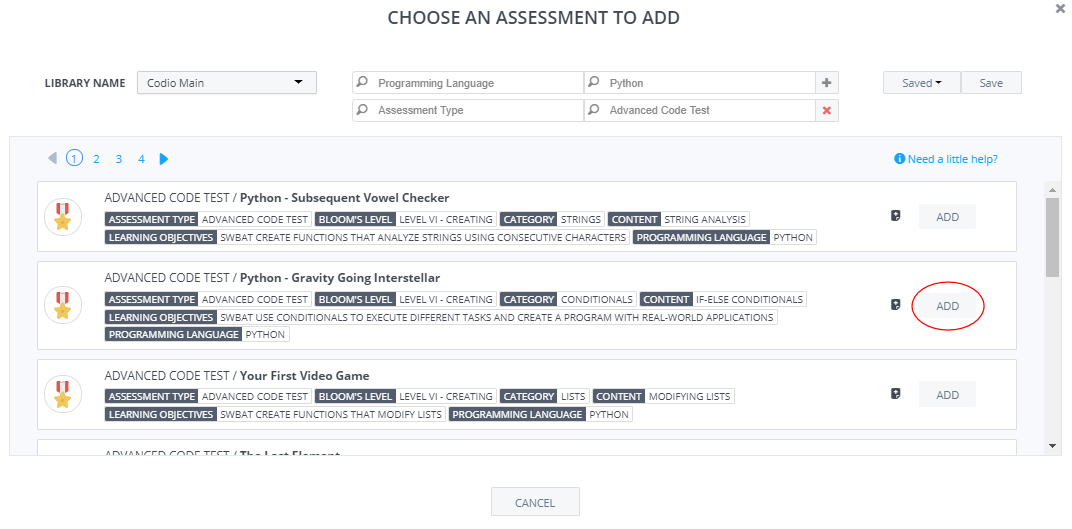 CHOOSE AN ASSESSMENT TO ADD
LIBRARY NAME Codio Main Programming Language Python Saved Save
Assessment Type Advanced Code Test
1 2 3 4 Need a little help?
ADVANCED CODE TEST / Python - Subsequent Vowel Checker
ASSESSMENT TYPE ADVANCED CODE TEST BLOOM'S LEVEL LEVEL VI - CREATING CATEGORY STRINGS CONTENT STRING ANALYSIS
ADD
LEARNING OBJECTIVES SWBAT CREATE FUNCTIONS THAT ANALYZE STRINGS USING CONSECUTIVE CHARACTERS PROGRAMMING LANGUAGE PYTHON
ADVANCED CODE TEST / Python - Gravity Going Interstellar
ASSESSMENT TYPE ADVANCED CODE TEST BLOOM'S LEVEL LEVEL VI - CREATING CATEGORY CONDITIONALS CONTENT IF-ELSE CONDITIONALS
ADD
LEARNING OBJECTIVES SWBAT USE CONDITIONALS TO EXECUTE DIFFERENT TASKS AND CREATE A PROGRAM WITH REAL-WORLD APPLICATIONS
PROGRAMMING LANGUAGE PYTHON
ADVANCED CODE TEST / Your First Video Game
ASSESSMENT TYPE ADVANCED CODE TEST BLOOM'S LEVEL LEVEL VI - CREATING CATEGORY LISTS CONTENT MODIFYING LISTS
ADD
LEARNING OBJECTIVES SWBAT CREATE FUNCTIONS THAT MODIFY LISTS PROGRAMMING LANGUAGE PYTHON
ADVANCED CODE TEST / The Last Element
CANCEL